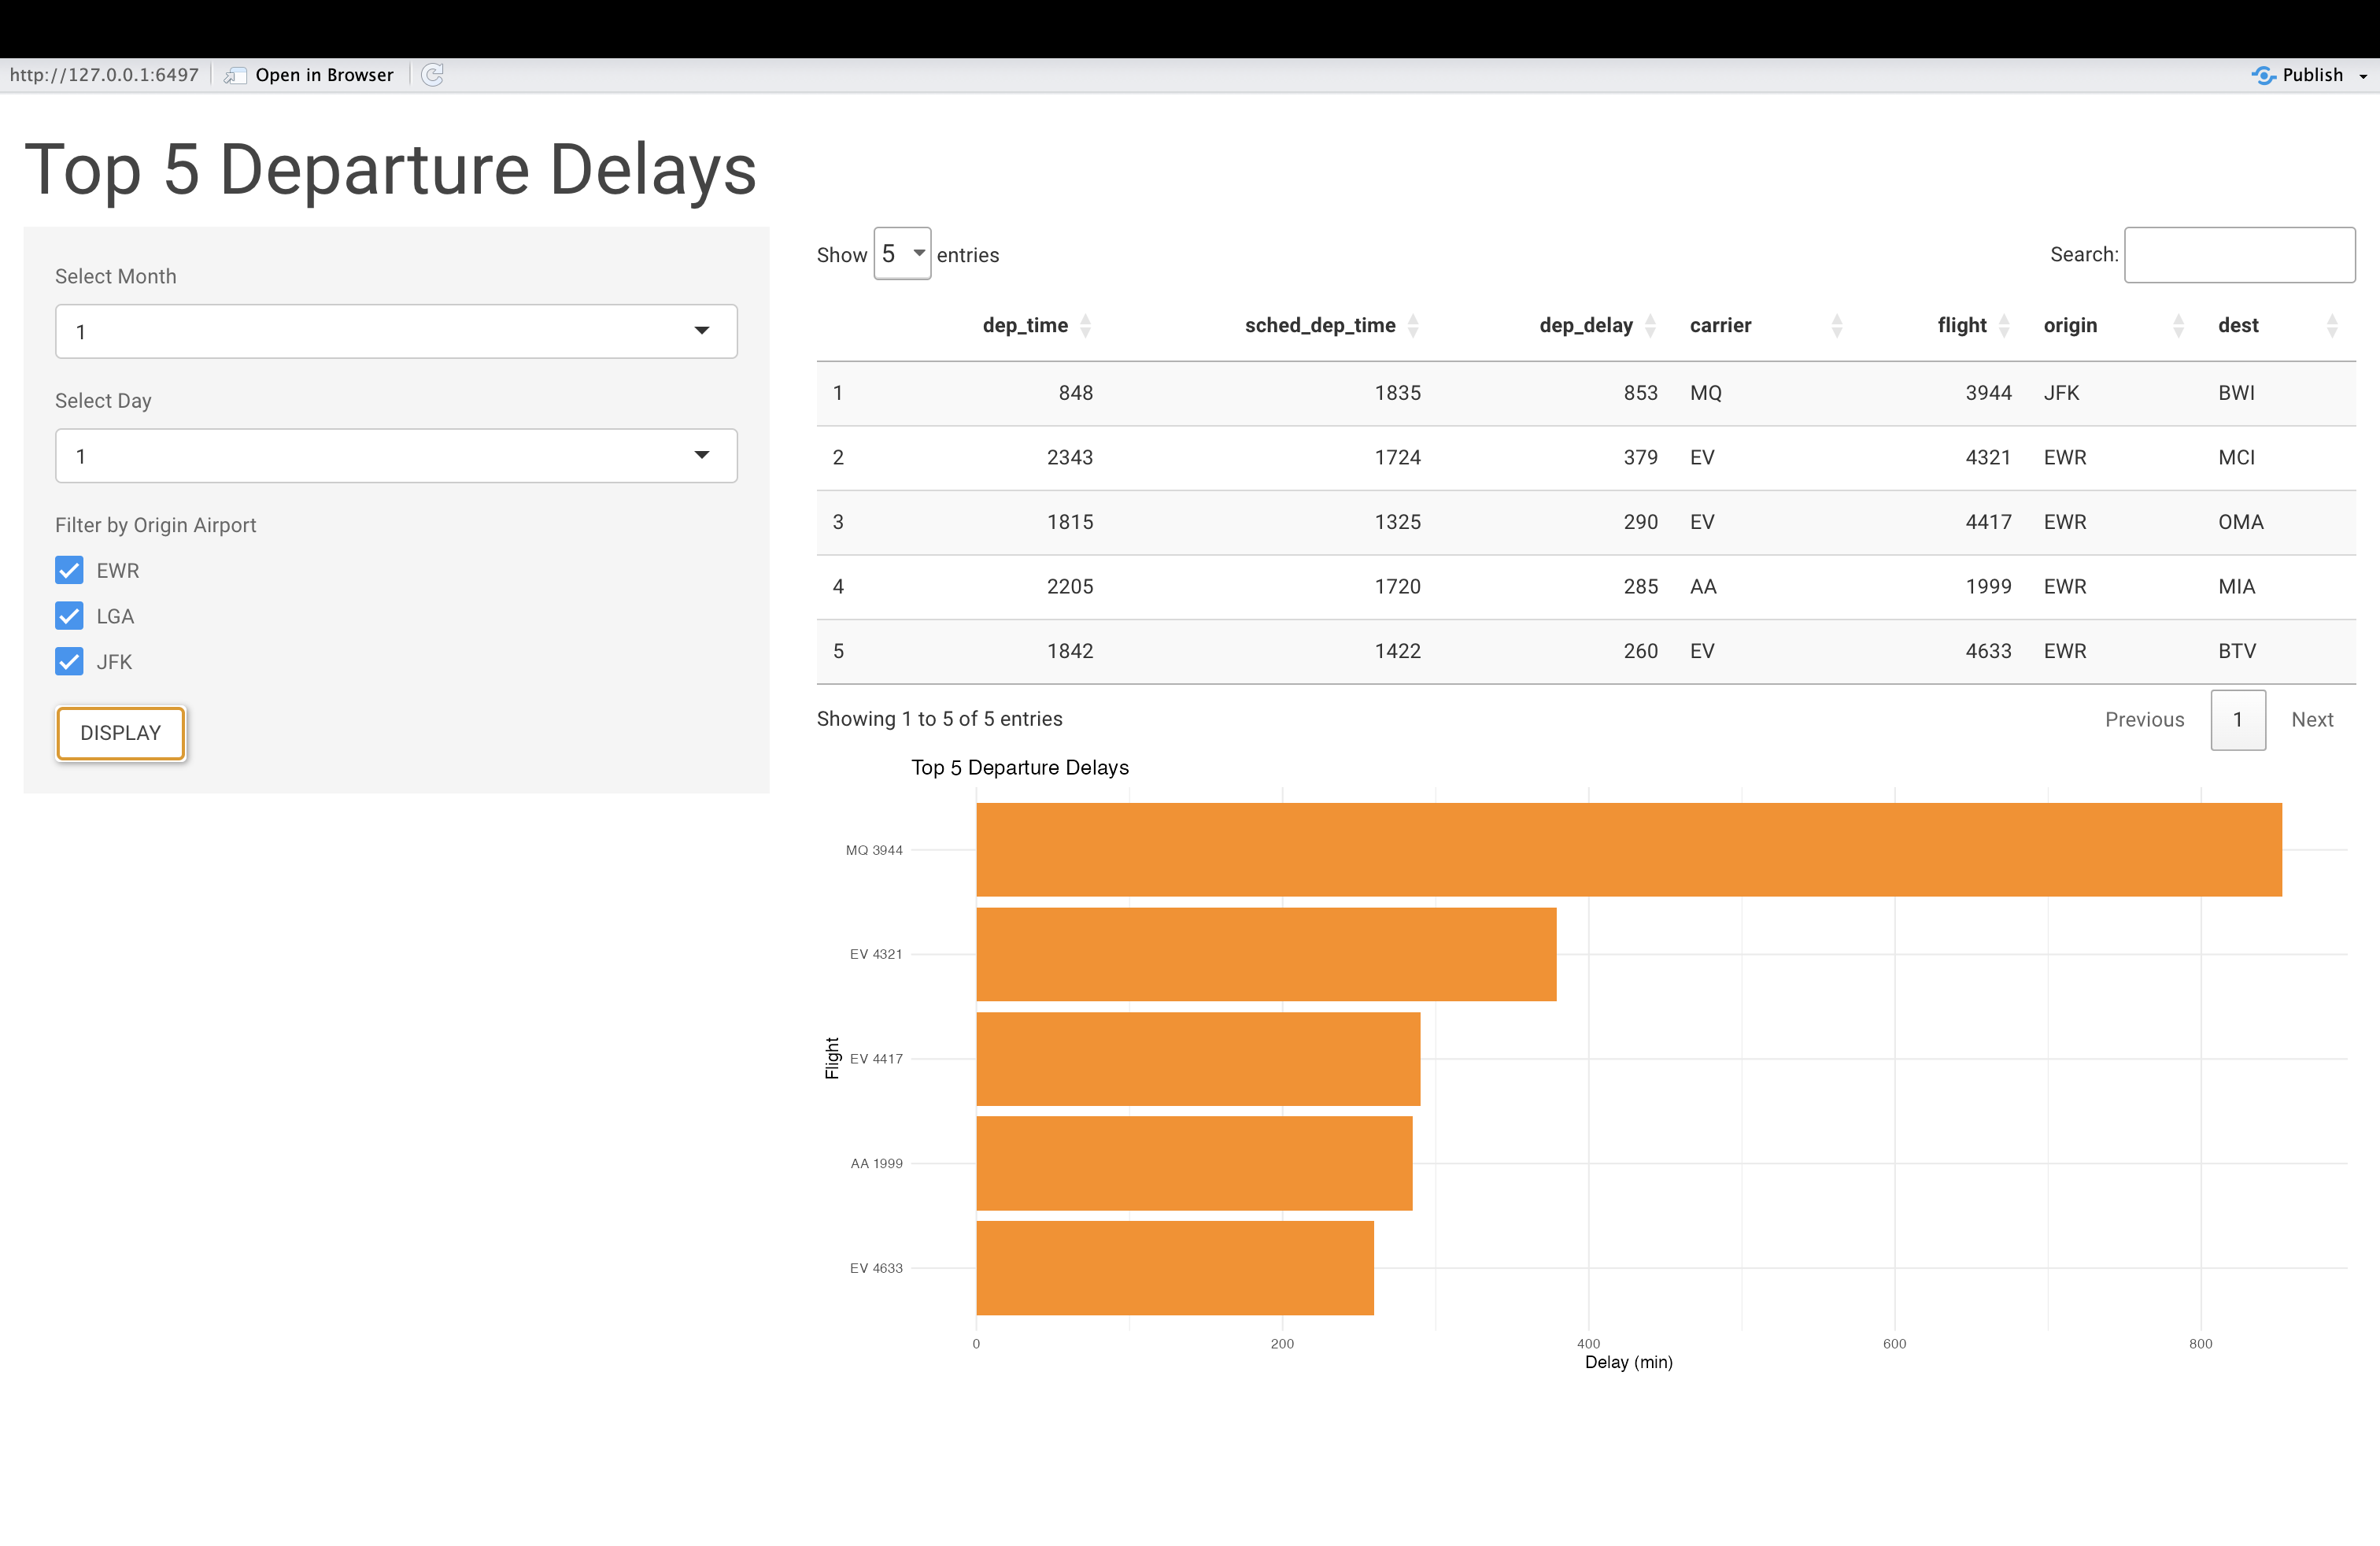 http://127.0.0.1:6497 Open in Browser Publish
Top 5 Departure Delays
Select Month
1
Select Day
1
Filter by Origin Airport
EWR
LGA
JFK
DISPLAY
Show 5 entries Search:
dep_time sched_dep_time dep_delay carrier flight origin dest
1 848 1835 853 MQ 3944 JFK BWI
2 2343 1724 379 EV 4321 EWR MCI
3 1815 1325 290 EV 4417 EWR OMA
4 2205 1720 285 AA 1999 EWR MIA
5 1842 1422 260 EV 4633 EWR BTV
Showing 1 to 5 of 5 entries Previous 1 Next
Top 5 Departure Delays
MQ 3944
EV 4321
EV 4417
AA 1999
EV 4633
Flight
0 200 400 600 800
Delay (min)